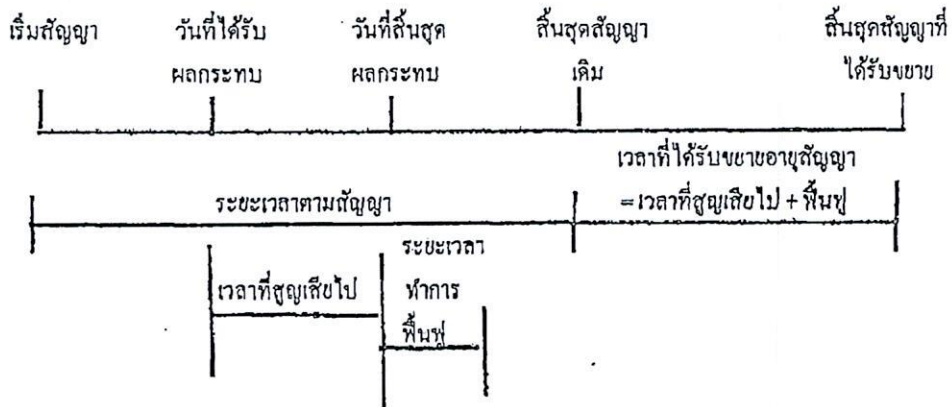 เริ่มสัญญา วันที่ได้รับ วันที่สิ้นสุด สิ้นสุดสัญญา สิ้นสุดสัญญาที่
ผลกระทบ ผลกระทบ เดิม ได้รับขยาย
เวลาที่ได้รับขยายอายุสัญญา
ระยะเวลาตามสัญญา =เวลาที่สูญเสียไป + ฟื้นฟู
ระยะเวลา
เวลาที่สูญเสียไป ทำการ
ฟื้นฟู